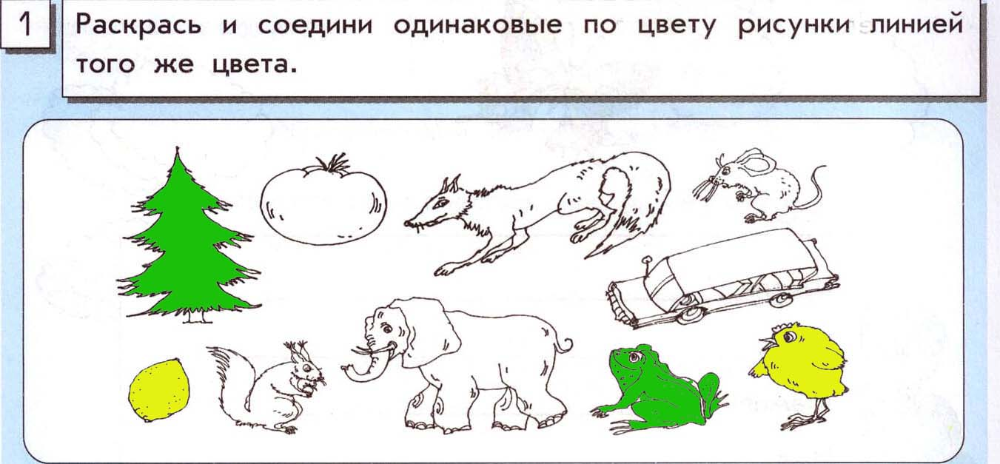 1
Раскрась и соедини одинаковые по цвету рисунки линией
того же цвета.